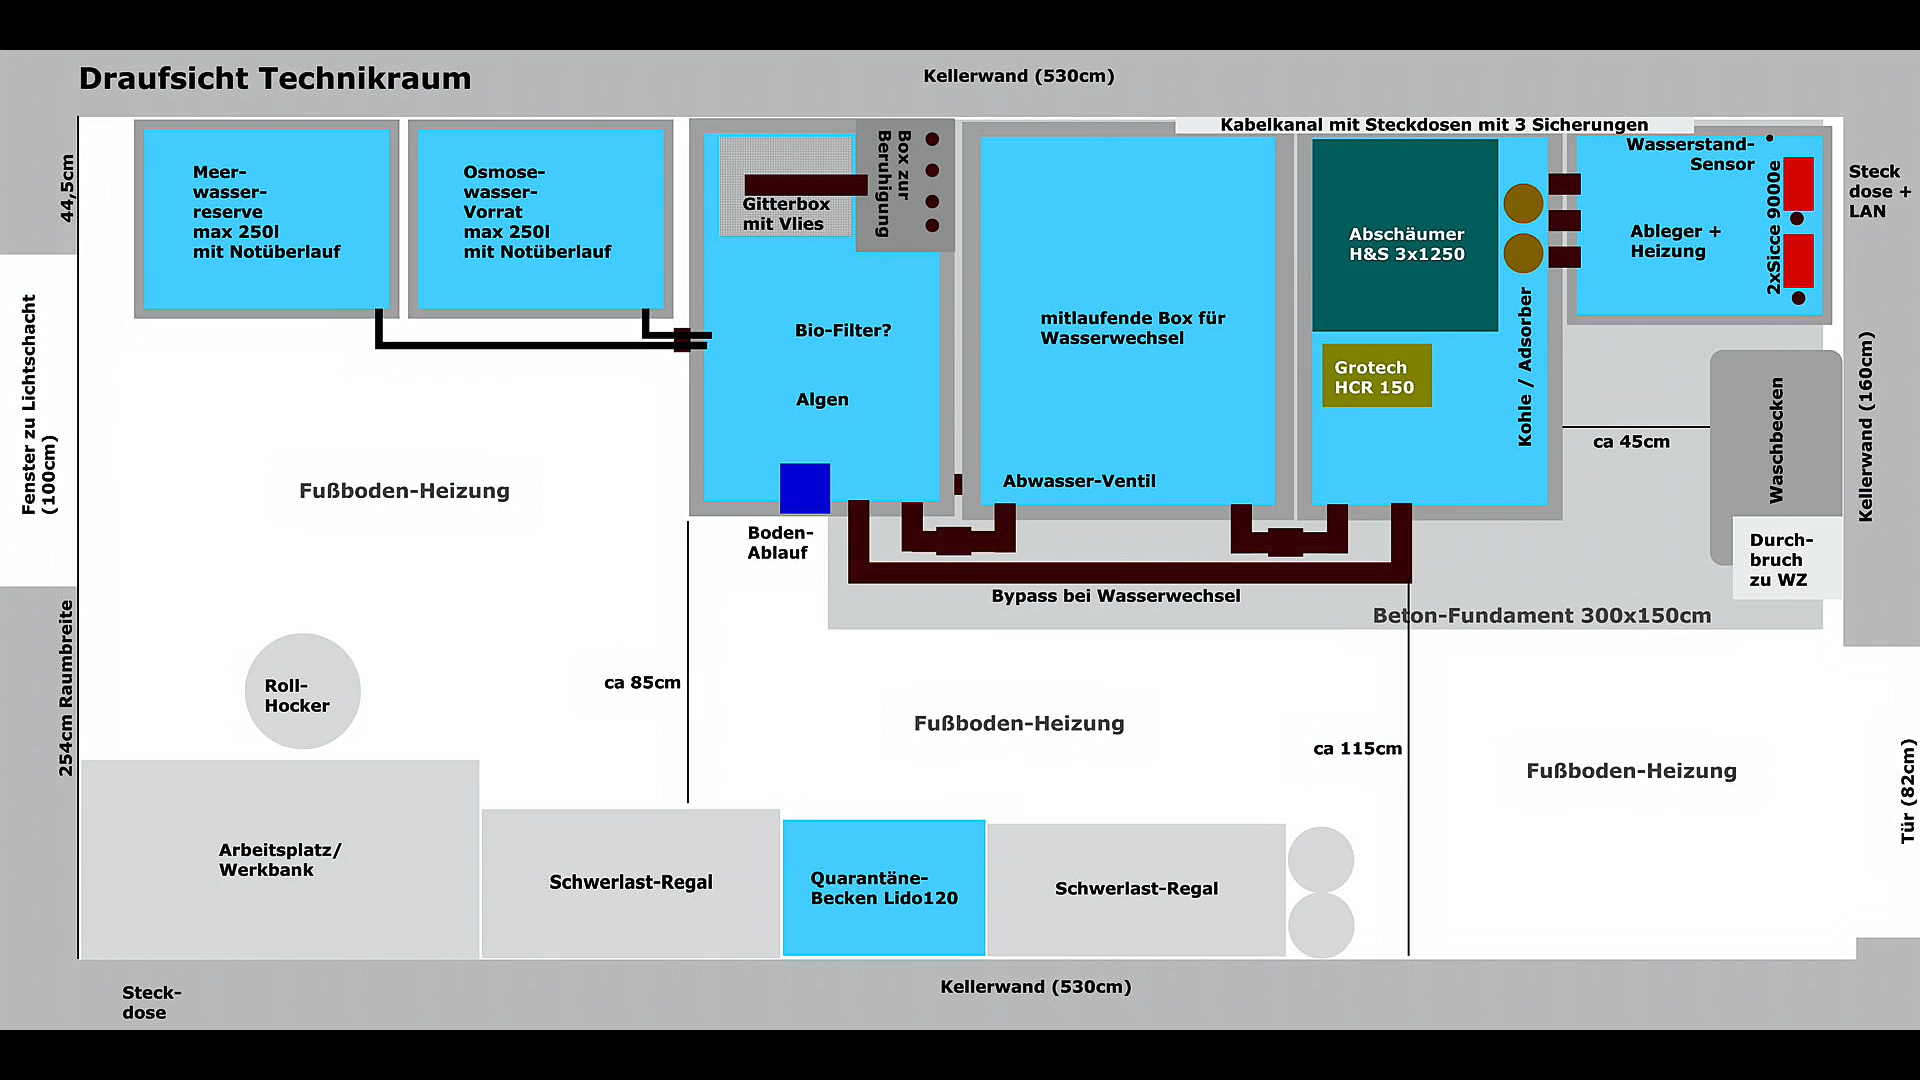 Draufsicht Technikraum
Kellerwand (530cm)
Kabelkanal mit Steckdosen mit 3 Sicherungen
44,5cm
Meer-
wasser-
reserve
max 250l
mit Notüberlauf
Osmose-
wasser-
Vorrat
max 250l
mit Notüberlauf
Gitterbox
mit Vlies
Box zur
Beruhigung
Bio-Filter?
Algen
mitlaufende Box für
Wasserwechsel
Abwasser-Ventil
Abschäumer
H&S 3x1250
Grotech
HCR 150
Kohle / Adsorber
Wasserstand-
Sensor
Ableger +
Heizung
2xSicce 9000e
Steck
dose +
LAN
Fenster zu Lichtschacht
(100cm)
Fußboden-Heizung
ca 45cm
Waschbecken
Kellerwand (160cm)
Boden-
Ablauf
Durch-
bruch
zu WZ
Bypass bei Wasserwechsel
Beton-Fundament 300x150cm
254cm Raumbreite
Roll-
Hocker
ca 85cm
Fußboden-Heizung
ca 115cm
Fußboden-Heizung
Tür (82cm)
Arbeitsplatz/
Werkbank
Schwerlast-Regal
Quarantäne-
Becken Lido120
Schwerlast-Regal
Steck-
dose
Kellerwand (530cm)